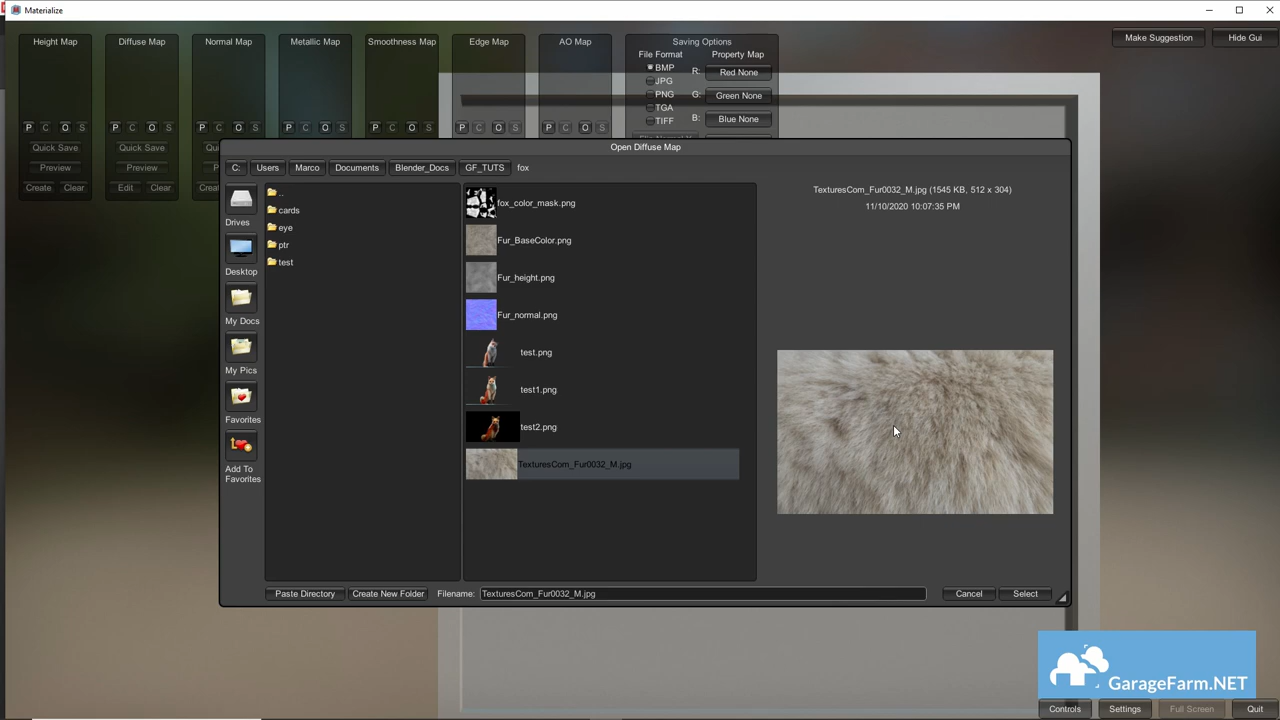 Materialize
Height Map
Diffuse Map
Normal Map
Metallic Map
Smoothness Map
Edge Map
AO Map
Saving Options
Make Suggestion
Hide Gui
File Format
Property Map
BMP
R:
Red None
JPG
PNG
G:
Green None
TGA
B:
Blue None
TIFF
P C O S
P C O S
P C O S
P C O S
P C O S
P C O S
P C O S
Quick Save
Quick Save
Preview
Preview
Create
Clear
Edit
Clear
Open Diffuse Map
C:
Users
Marco
Documents
Blender_Docs
GF_TUTS
fox
Drives
Desktop
My Docs
My Pics
Favorites
Add To
Favorites
..
cards
eye
ptr
test
fox_color_mask.png
Fur_BaseColor.png
Fur_height.png
Fur_normal.png
test.png
test1.png
test2.png
TexturesCom_Fur0032_M.jpg
TexturesCom_Fur0032_M.jpg (1545 KB, 512 x 304)
11/10/2020 10:07:35 PM
Paste Directory
Create New Folder
Filename:
TexturesCom_Fur0032_M.jpg
Cancel
Select
GarageFarm.NET
Controls
Settings
Full Screen
Quit